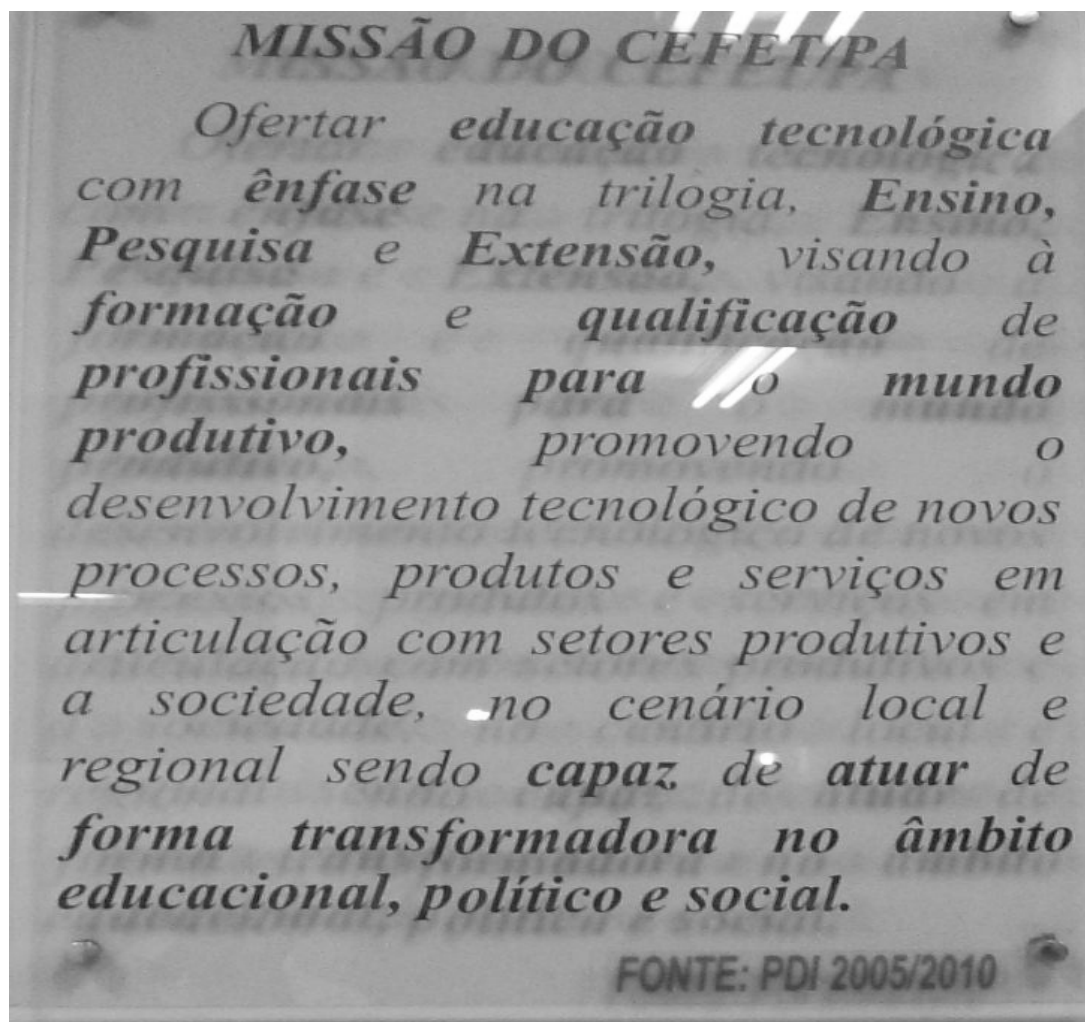 MISSÃO DO CEFET/PA
Ofertar educação tecnológica
com ênfase na trilogia, Ensino,
Pesquisa e Extensão, visando à
formação e qualificação de
profissionais para o mundo
produtivo, promovendo o
desenvolvimento tecnológico de novos
processos, produtos e serviços em
articulação com setores produtivos e
a sociedade, no cenário local e
regional sendo capaz de atuar de
forma transformadora no âmbito
educacional, político e social.
FONTE: PDI 2005/2010